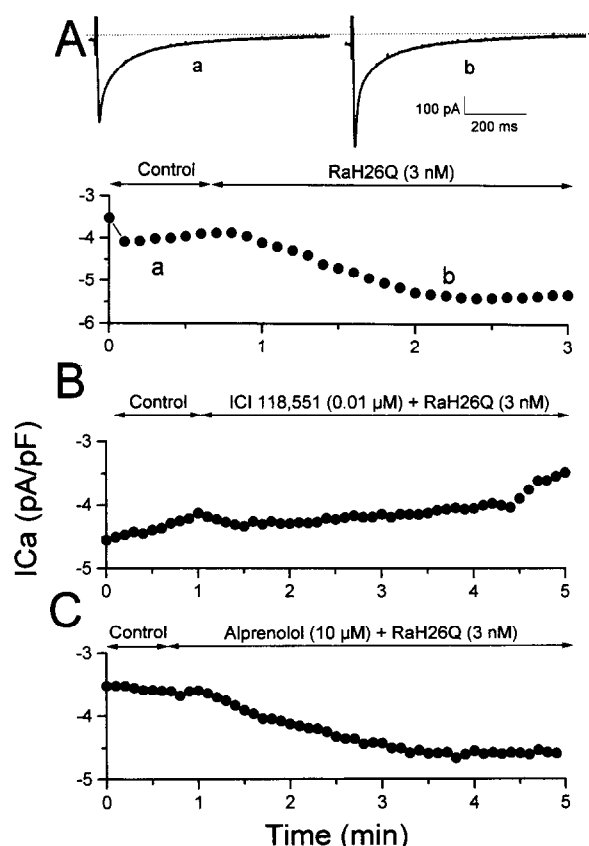 A
a
b
100 pA
200 ms
Control
RaH26Q (3 nM)
-3
-4
-5
-6
a
b
0
1
2
3
B
Control
ICI 118,551 (0.01 µM) + RaH26Q (3 nM)
-3
-4
-5
0
1
2
3
4
5
ICa (pA/pF)
C
Control
Alprenolol (10 µM) + RaH26Q (3 nM)
-3
-4
-5
0
1
2
3
4
5
Time (min)